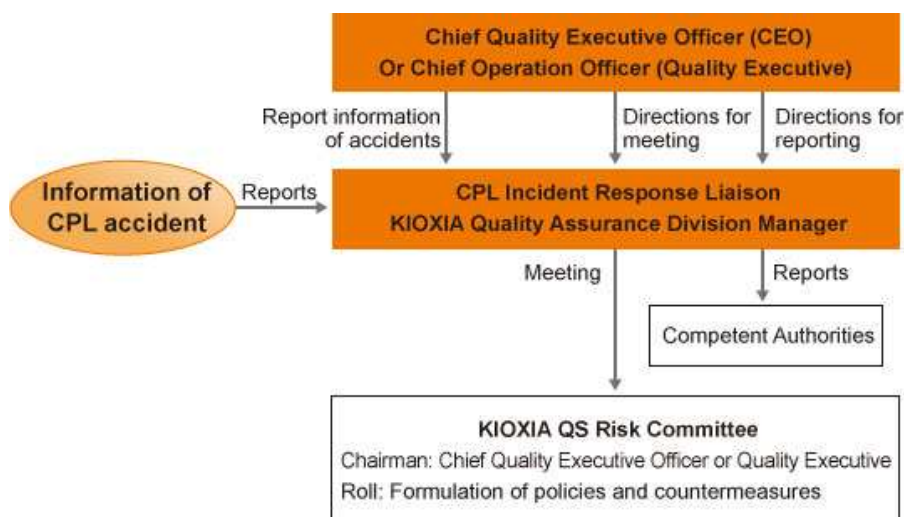 Chief Quality Executive Officer (CEO)
Or Chief Operation Officer (Quality Executive)
Report information
of accidents
Directions for
meeting
Directions for
reporting
Information of
CPL accident
Reports
CPL Incident Response Liaison
KIOXIA Quality Assurance Division Manager
Meeting
Reports
Competent Authorities
KIOXIA QS Risk Committee
Chairman: Chief Quality Executive Officer or Quality Executive
Roll: Formulation of policies and countermeasures